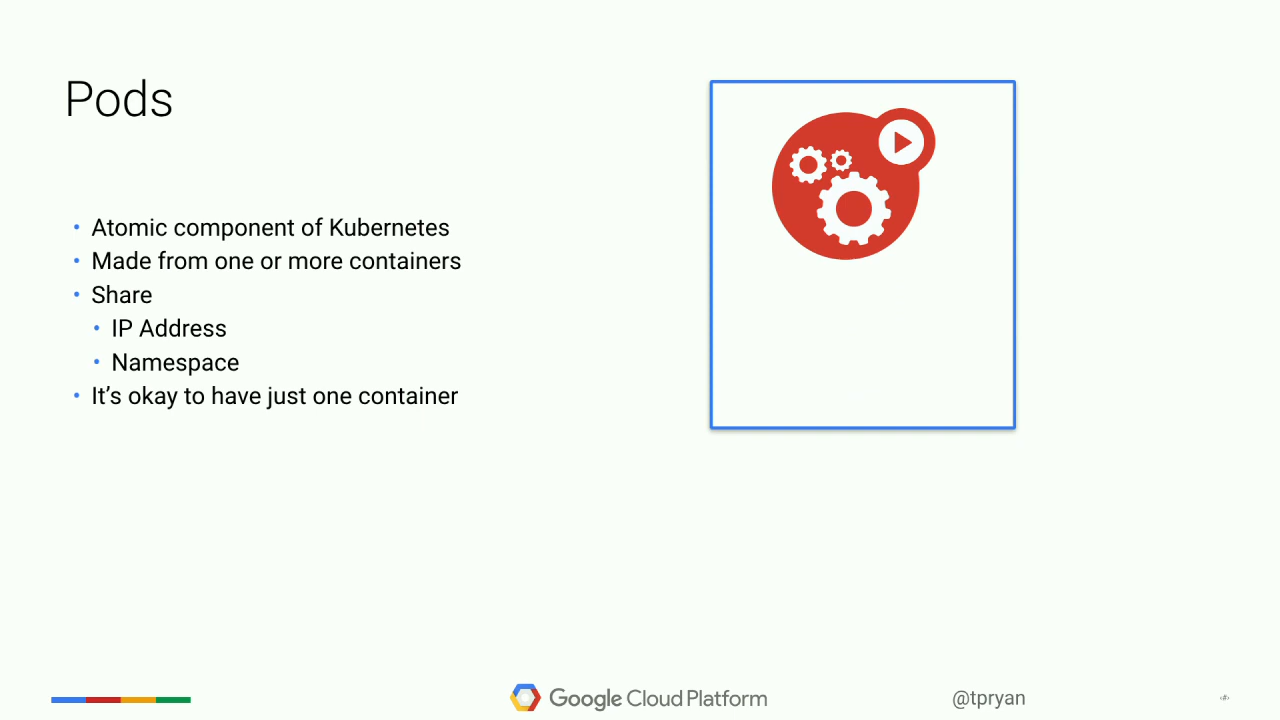 Pods
• Atomic component of Kubernetes
• Made from one or more containers
• Share
• IP Address
• Namespace
• It’s okay to have just one container
Google Cloud Platform
@tpryan